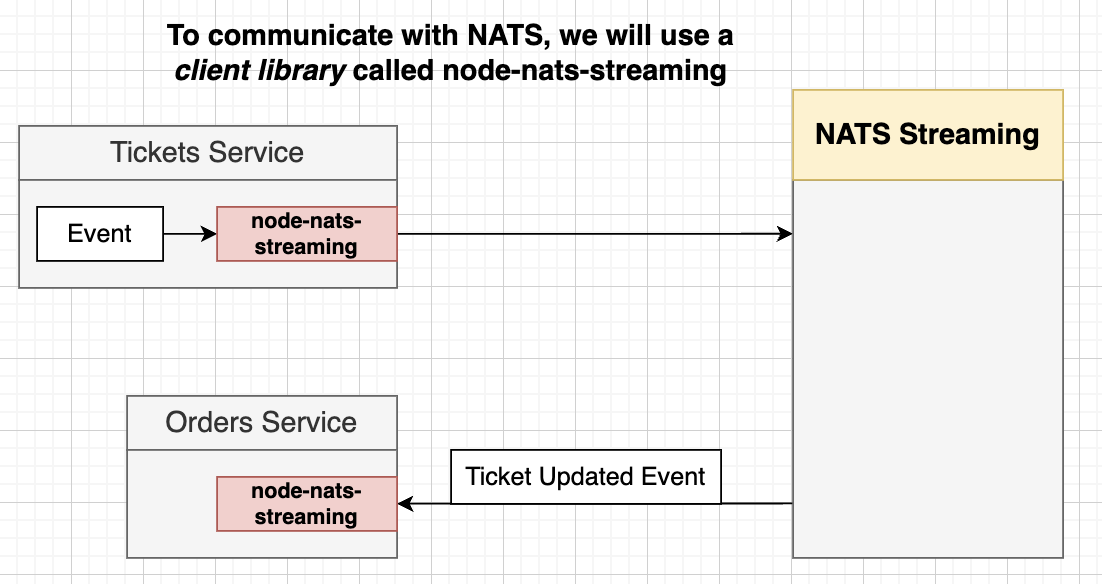 To communicate with NATS, we will use a
client library called node-nats-streaming
NATS Streaming
Tickets Service
Event
node-nats-
streaming
Orders Service
node-nats-
streaming
Ticket Updated Event